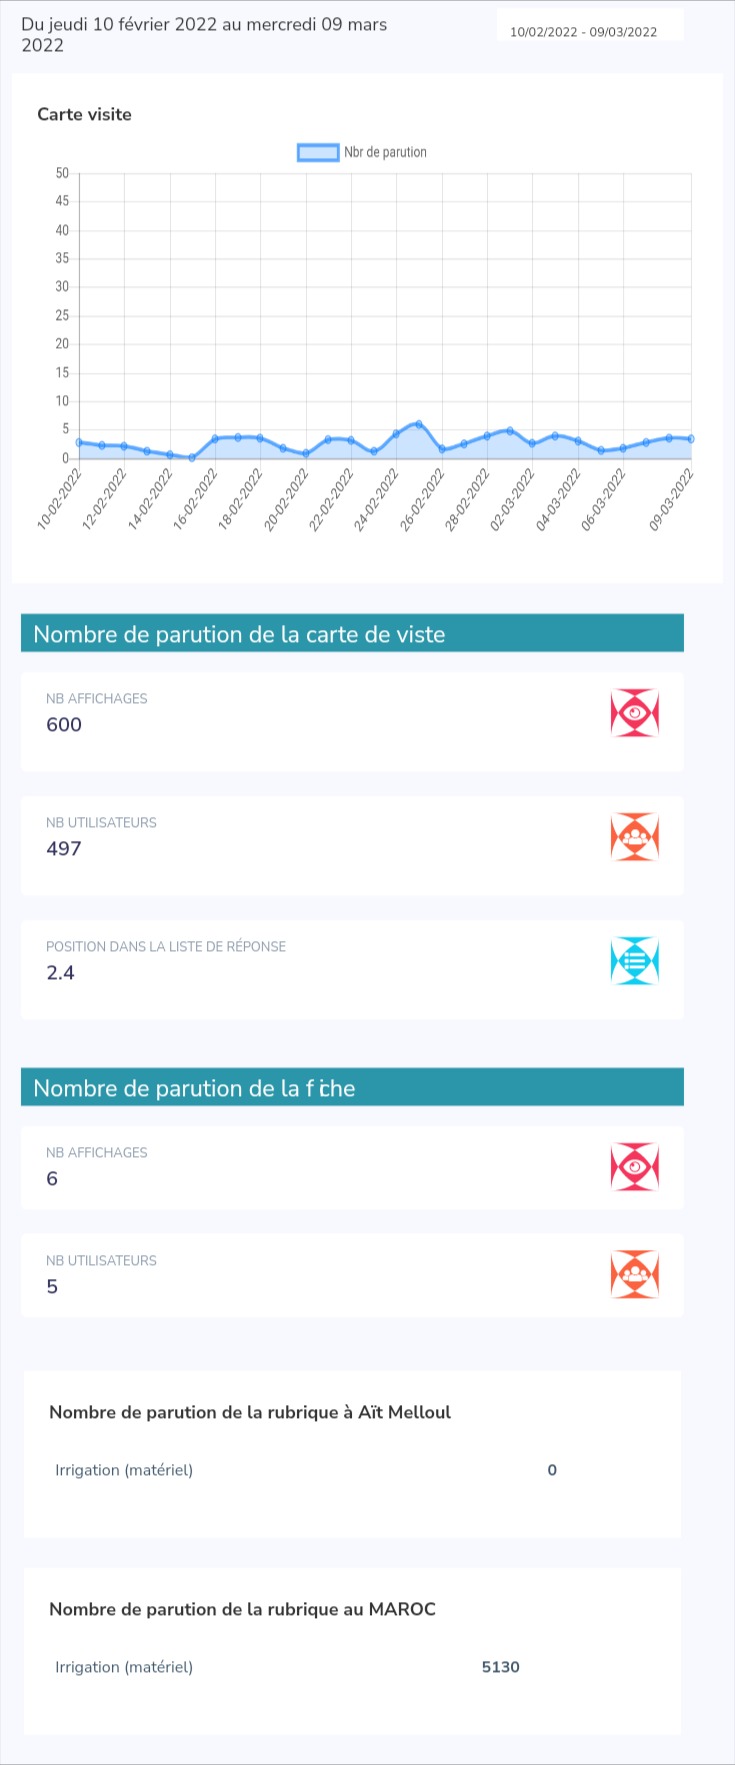 Du jeudi 10 février 2022 au mercredi 09 mars
2022
10/02/2022 - 09/03/2022
Carte visite
Nbr de parution
50
45
40
35
30
25
20
15
10
5
0
10-02-2022
12-02-2022
14-02-2022
16-02-2022
18-02-2022
20-02-2022
22-02-2022
24-02-2022
26-02-2022
28-02-2022
02-03-2022
04-03-2022
06-03-2022
09-03-2022
Nombre de parution de la carte de viste
NB AFFICHAGES
600
NB UTILISATEURS
497
POSITION DANS LA LISTE DE RÉPONSE
2.4
Nombre de parution de la fiche
NB AFFICHAGES
6
NB UTILISATEURS
5
Nombre de parution de la rubrique à Aït Melloul
Irrigation (matériel) 0
Nombre de parution de la rubrique au MAROC
Irrigation (matériel) 5130